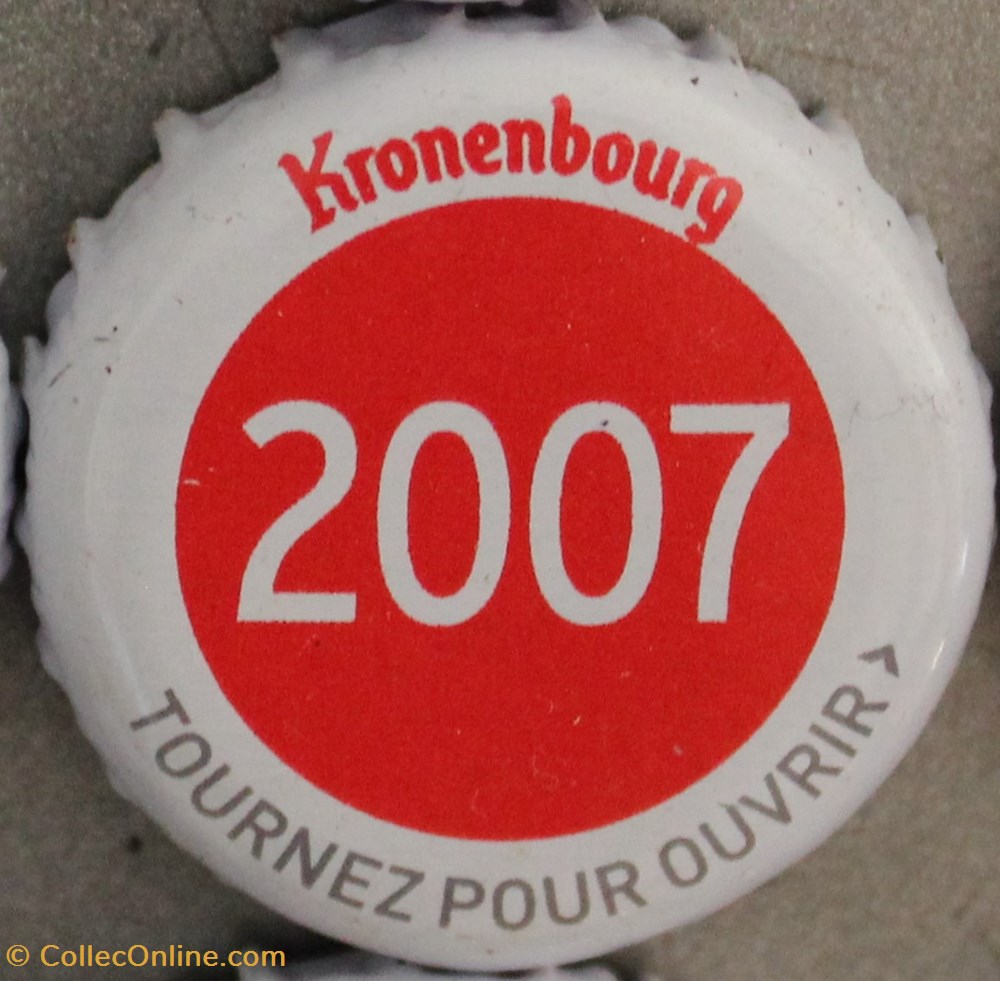 Kronenbourg
2007
TOURNEZ POUR OUVRIR >
© CollecOnline.com